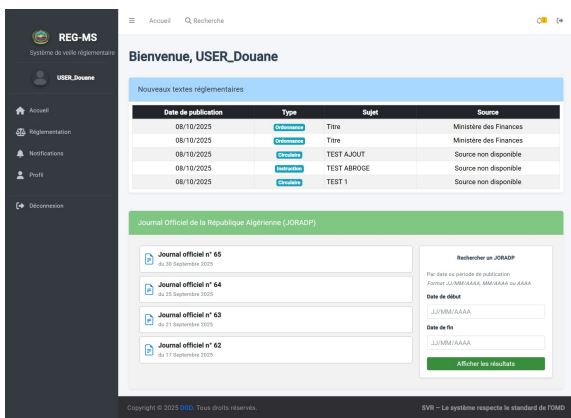 REG-MS
Système de veille réglementaire
USER_Douane
Accueil
Réglementation
Notifications
Profil
Déconnexion
Accueil Recherche
Bienvenue, USER_Douane
Nouveaux textes réglementaires
Date de publication Type Sujet Source
08/10/2025 Ordonnance Titre Ministère des Finances
08/10/2025 Ordonnance Titre Ministère des Finances
08/10/2025 Circulaire TEST AJOUT Source non disponible
08/10/2025 Instruction TEST ABROGE Source non disponible
08/10/2025 Circulaire TEST 1 Source non disponible
Journal Officiel de la République Algérienne (JORADP)
Journal officiel n° 65
du 30 Septembre 2025
Journal officiel n° 64
du 25 Septembre 2025
Journal officiel n° 63
du 21 Septembre 2025
Journal officiel n° 62
du 17 Septembre 2025
Rechercher un JORADP
Par date ou période de publication
Format JJ/MM/AAAA, MM/AAAA ou AAAA
Date de début
JJ/MM/AAAA
Date de fin
JJ/MM/AAAA
Afficher les résultats
Copyright © 2025 DGD. Tous droits réservés.
SVR – Le système respecte le standard de l'OMD